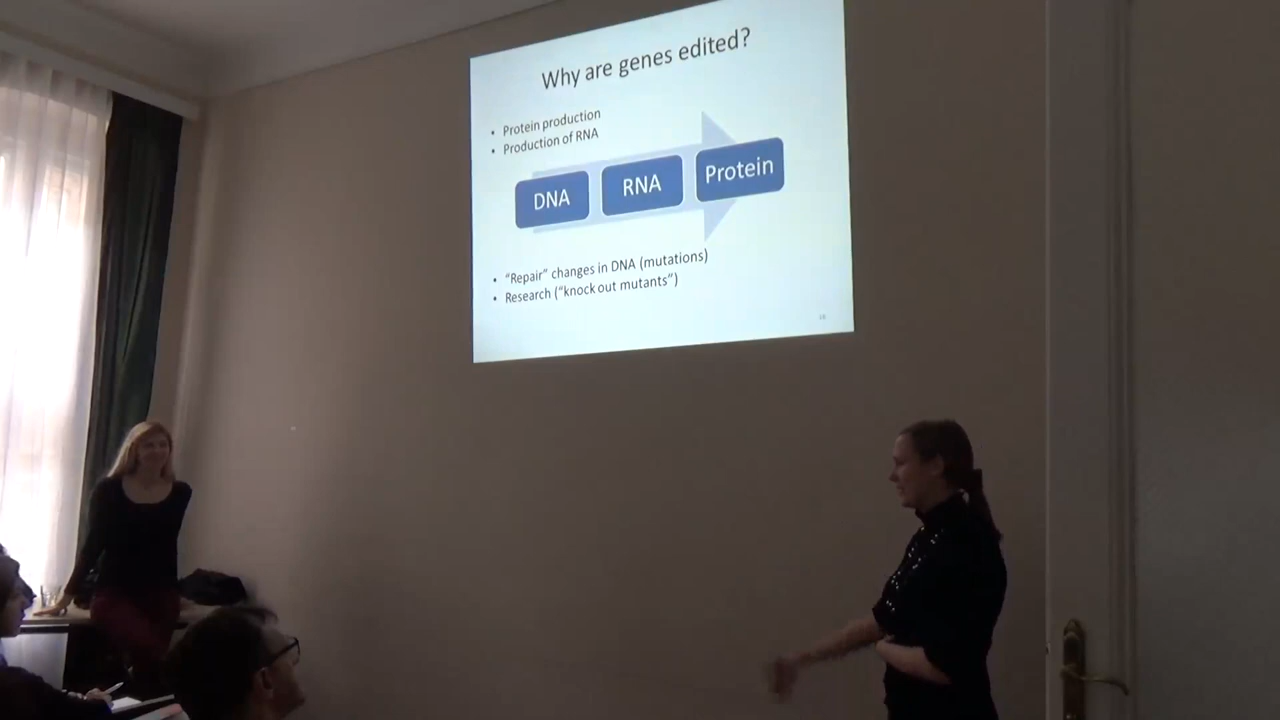 Why are genes edited?
• Protein production
• Production of RNA
DNA
RNA
Protein
• “Repair” changes in DNA (mutations)
• Research (“knock out mutants”)